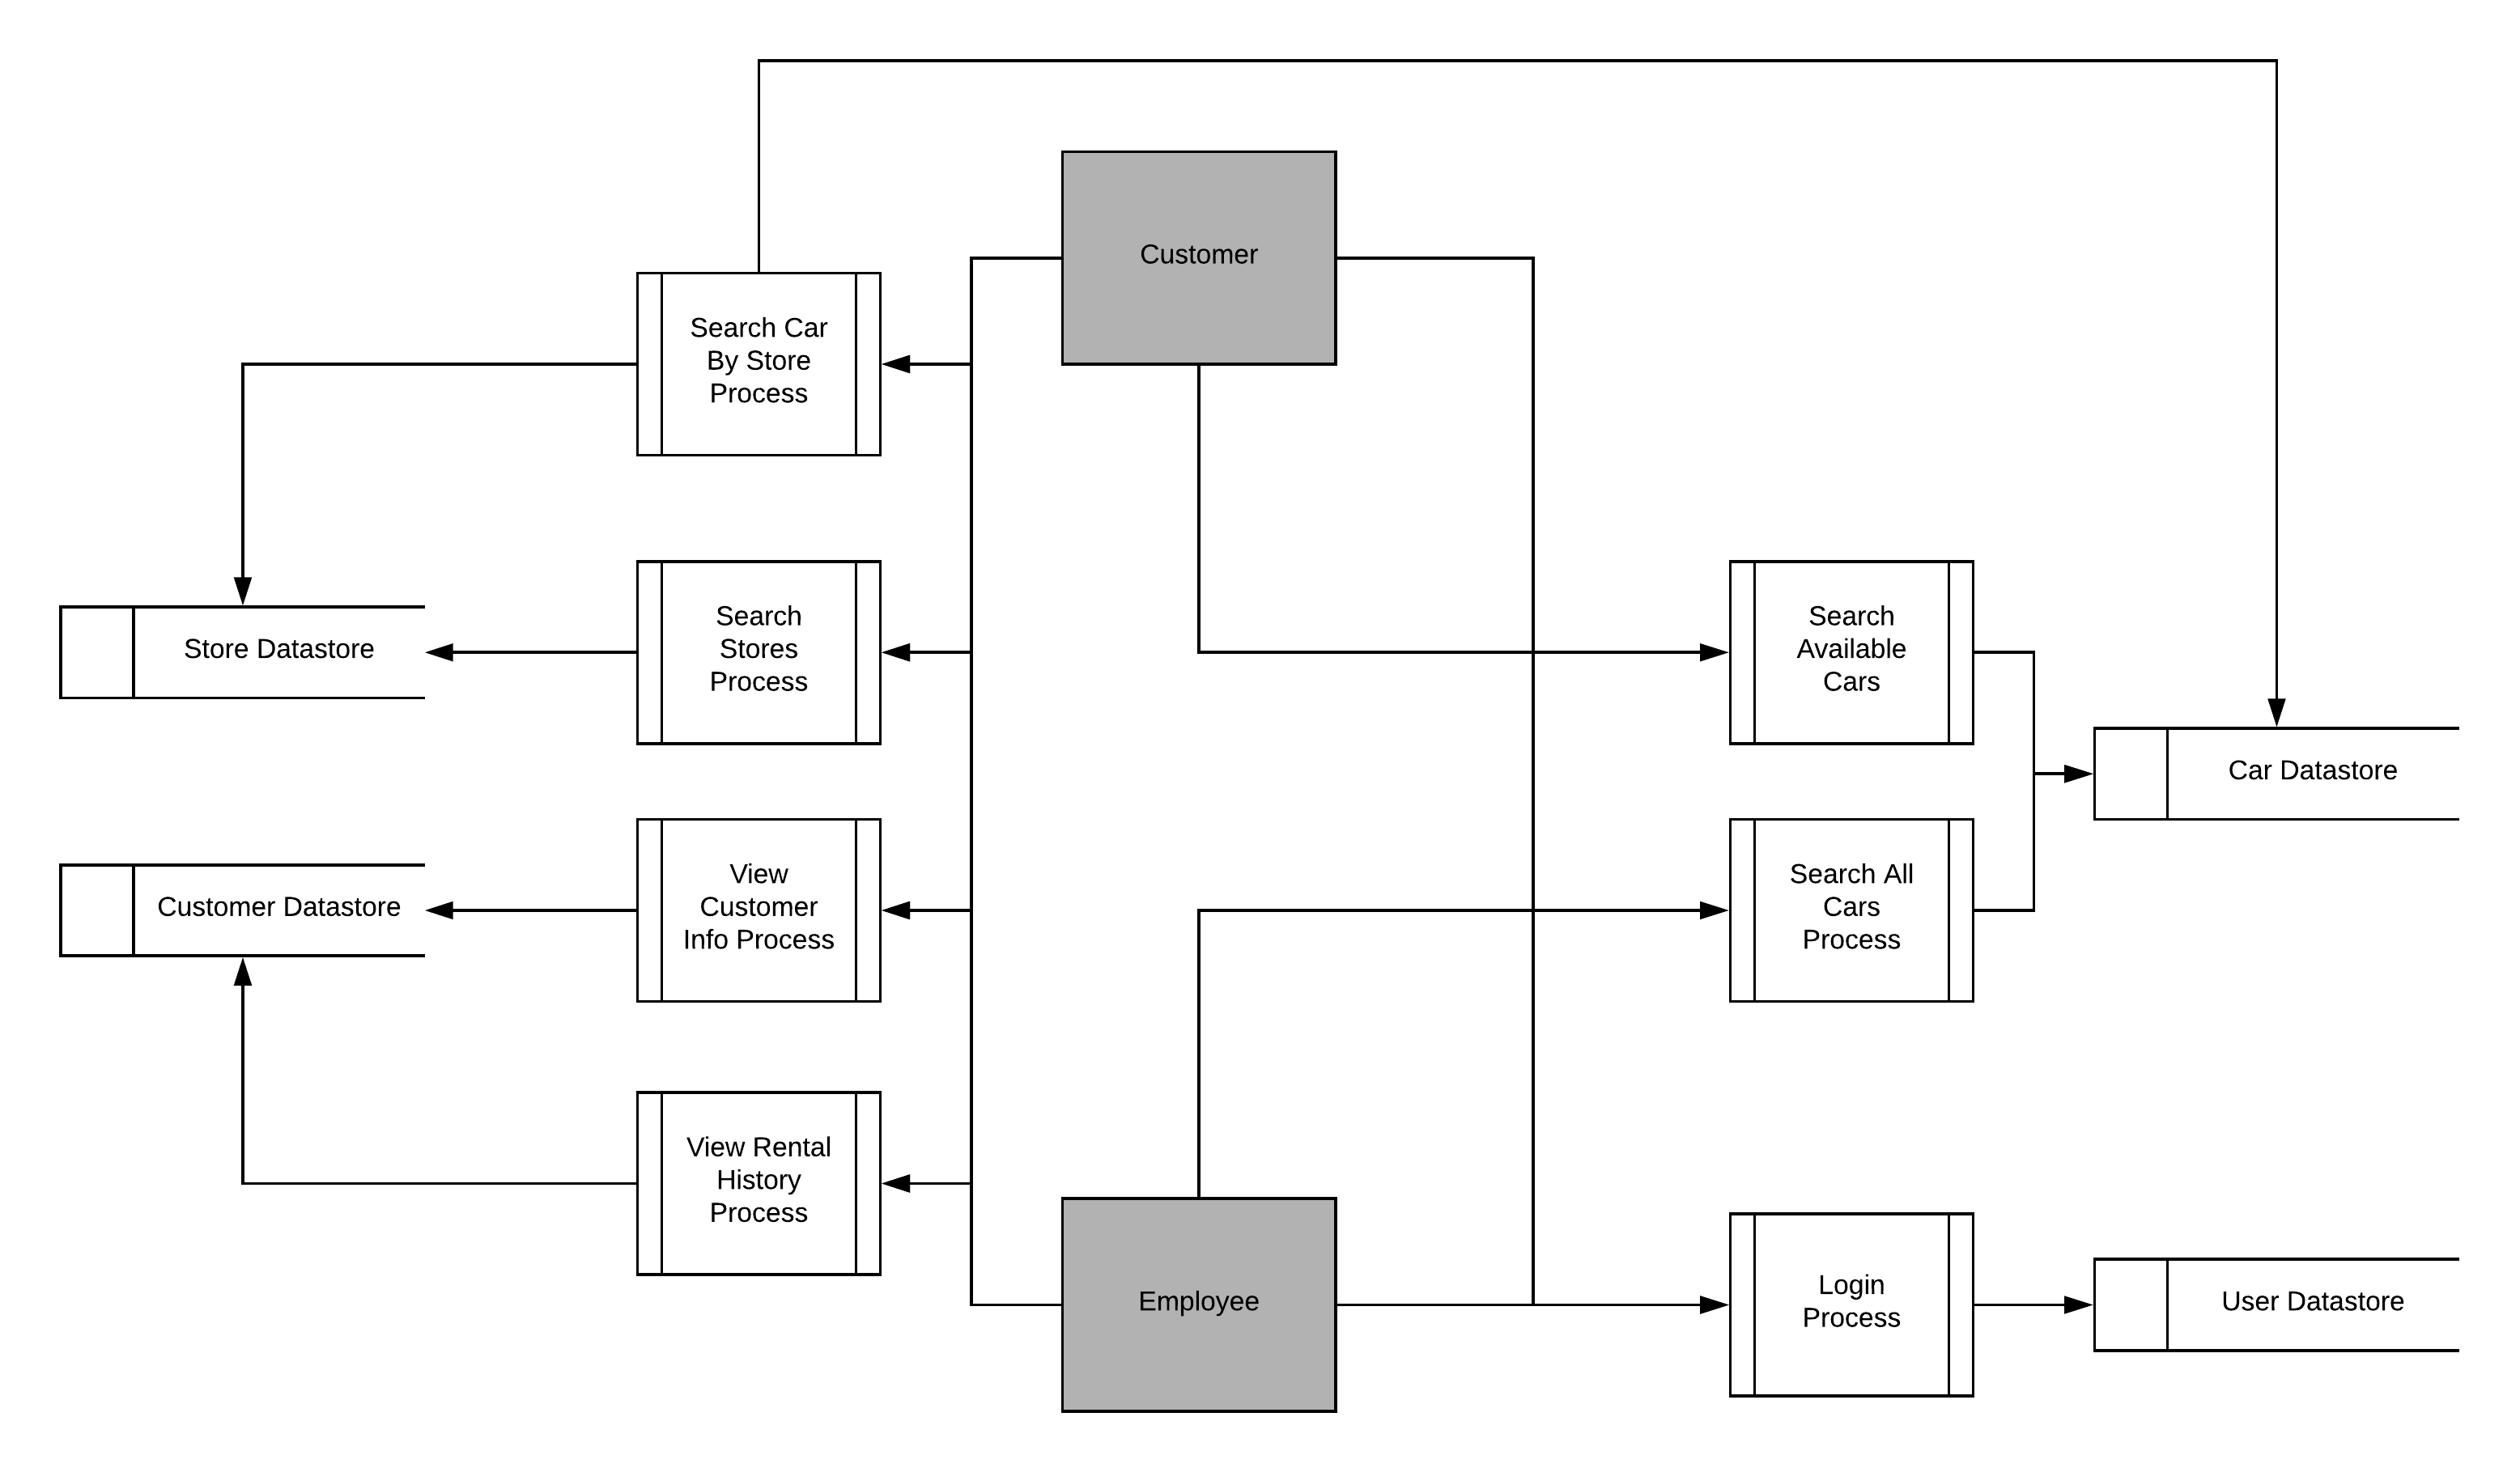 Customer
Search Car
By Store
Process
Search
Stores
Process
Search
Available
Cars
Store Datastore
Car Datastore
View
Customer
Info Process
Search All
Cars
Process
Customer Datastore
View Rental
History
Process
Employee
Login
Process
User Datastore